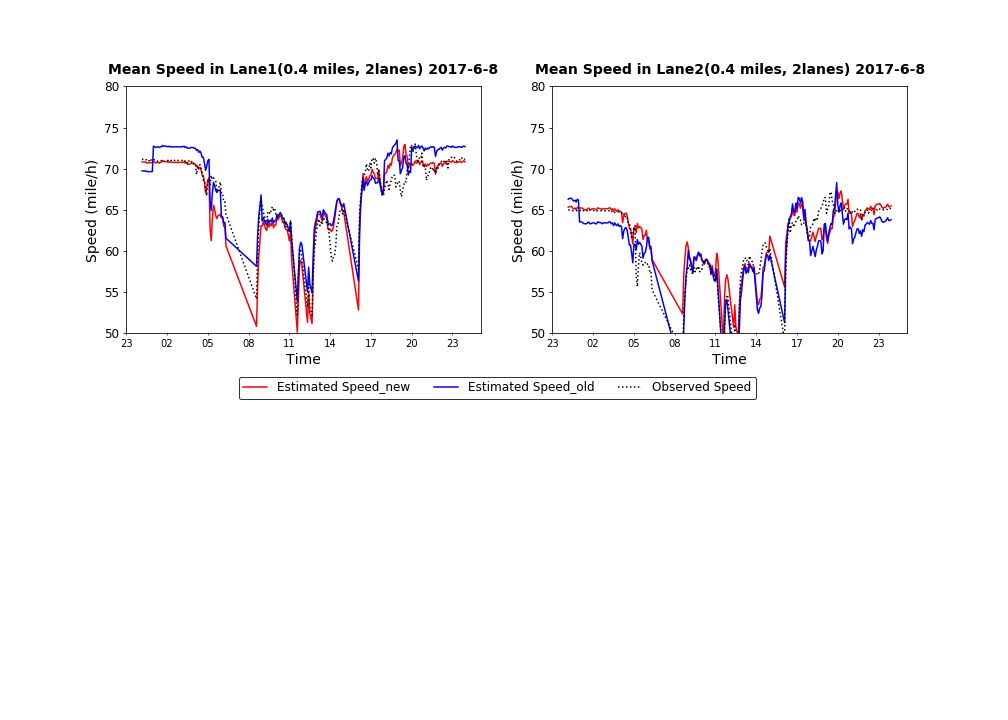 Mean Speed in Lane1(0.4 miles, 2lanes) 2017-6-8
80
75
70
65
60
55
50
Speed (mile/h)
23 02 05 08 11 14 17 20 23
Time
Mean Speed in Lane2(0.4 miles, 2lanes) 2017-6-8
80
75
70
65
60
55
50
Speed (mile/h)
23 02 05 08 11 14 17 20 23
Time
Estimated Speed_new Estimated Speed_old Observed Speed